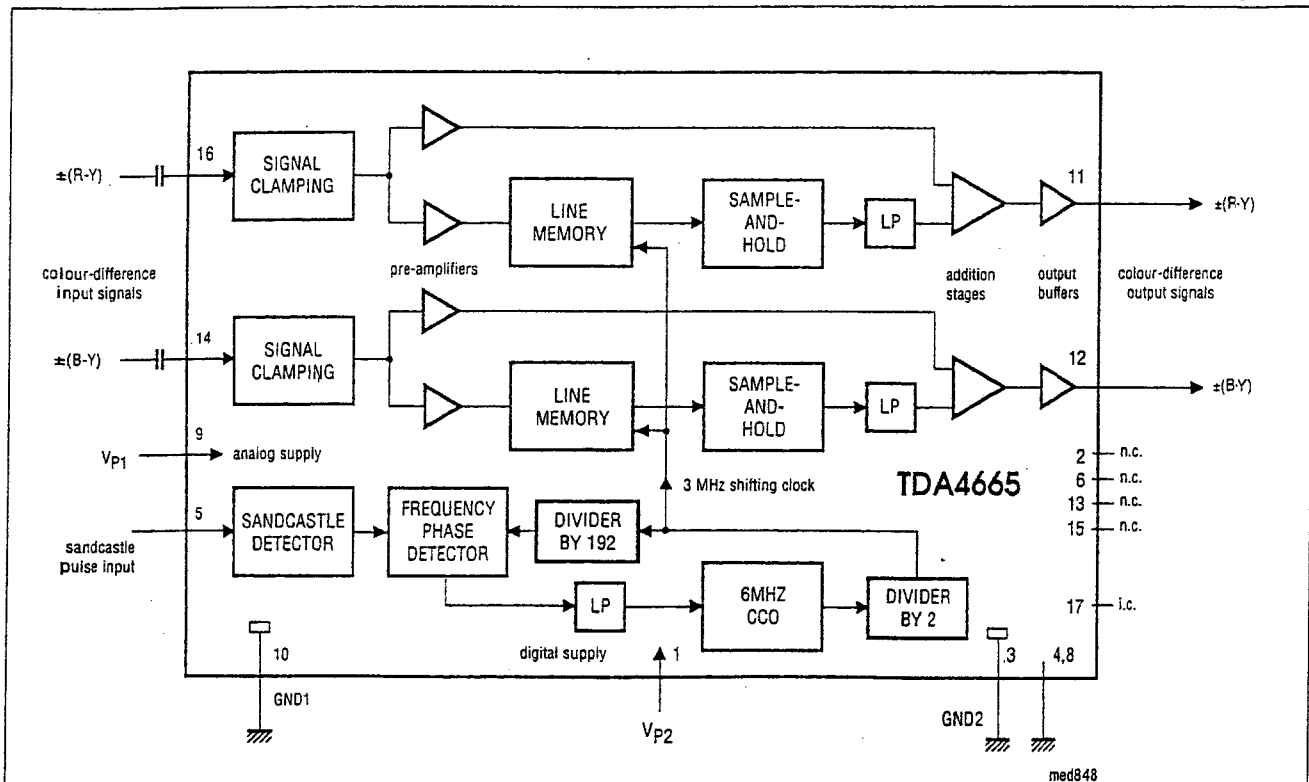 16
±(R-Y)
SIGNAL
CLAMPING
LINE
MEMORY
SAMPLE-
AND-
HOLD
LP
11
±(R-Y)
colour-difference
input signals
pre-amplifiers
addition
stages
output
buffers
colour-difference
output signals
14
±(B-Y)
SIGNAL
CLAMPING
LINE
MEMORY
SAMPLE-
AND-
HOLD
LP
12
±(B-Y)
9
VP1
analog supply
2 n.c.
6 n.c.
13 n.c.
15 n.c.
17 i.c.
3 MHz shifting clock
TDA4665
5
sandcastle
pulse input
SANDCASTLE
DETECTOR
FREQUENCY
PHASE
DETECTOR
DIVIDER
BY 192
LP
6MHZ
CCO
DIVIDER
BY 2
10
GND1
digital supply
1
VP2
3
GND2
4,8
med848